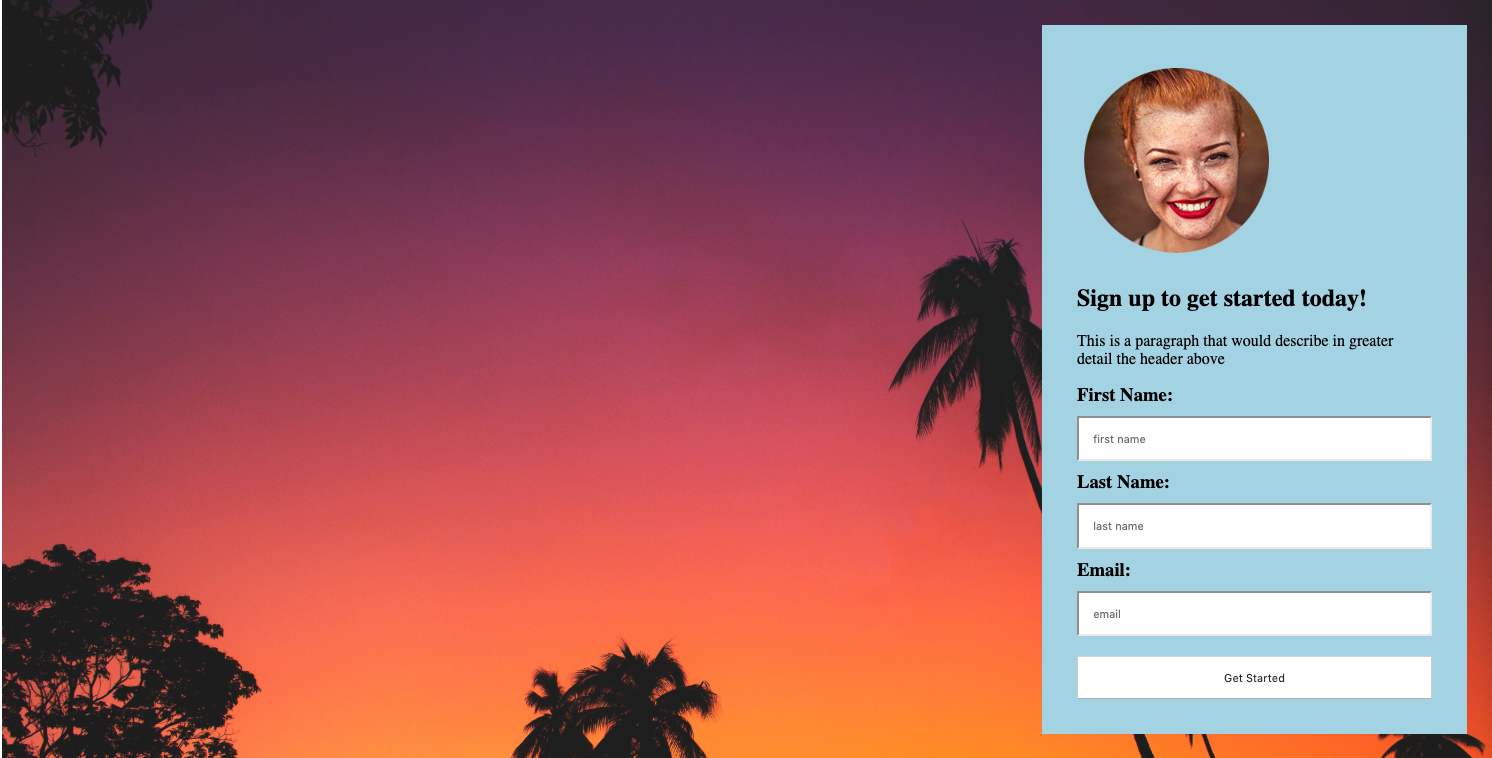 Sign up to get started today!
This is a paragraph that would describe in greater
detail the header above
First Name:
first name
Last Name:
last name
Email:
email
Get Started